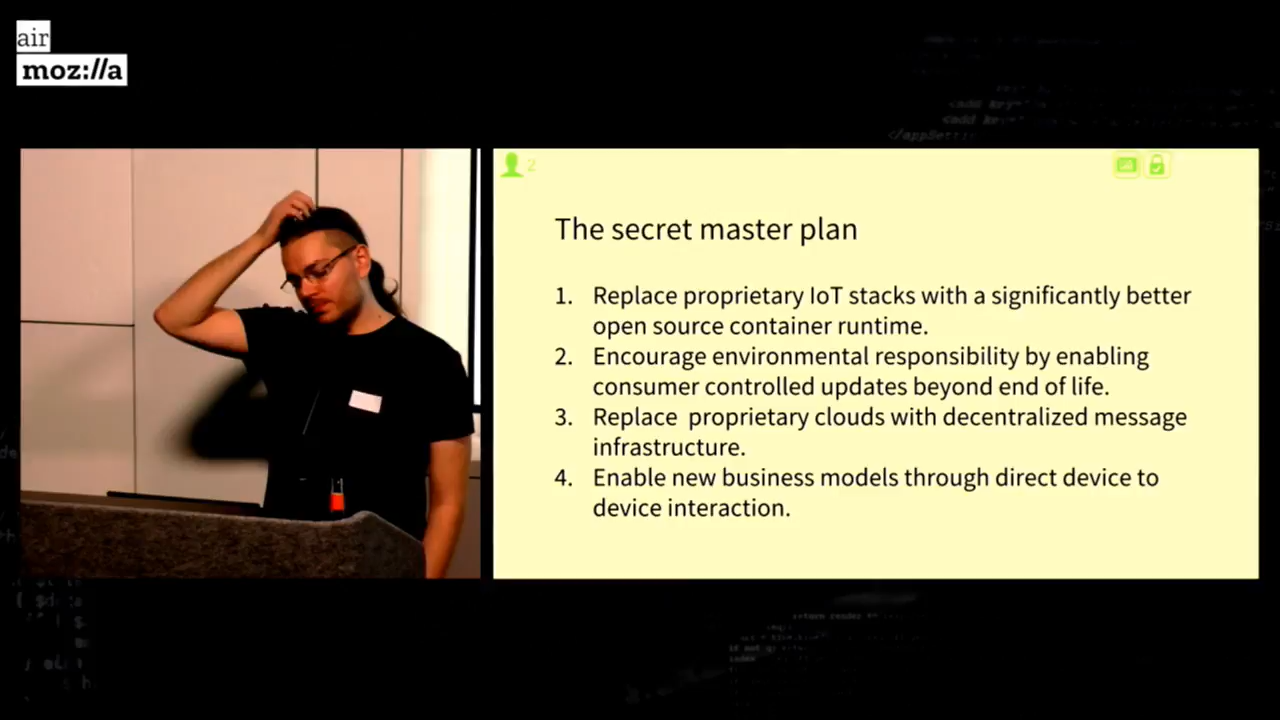 air
moz://a
2
The secret master plan
1. Replace proprietary IoT stacks with a significantly better
open source container runtime.
2. Encourage environmental responsibility by enabling
consumer controlled updates beyond end of life.
3. Replace  proprietary clouds with decentralized message
infrastructure.
4. Enable new business models through direct device to
device interaction.